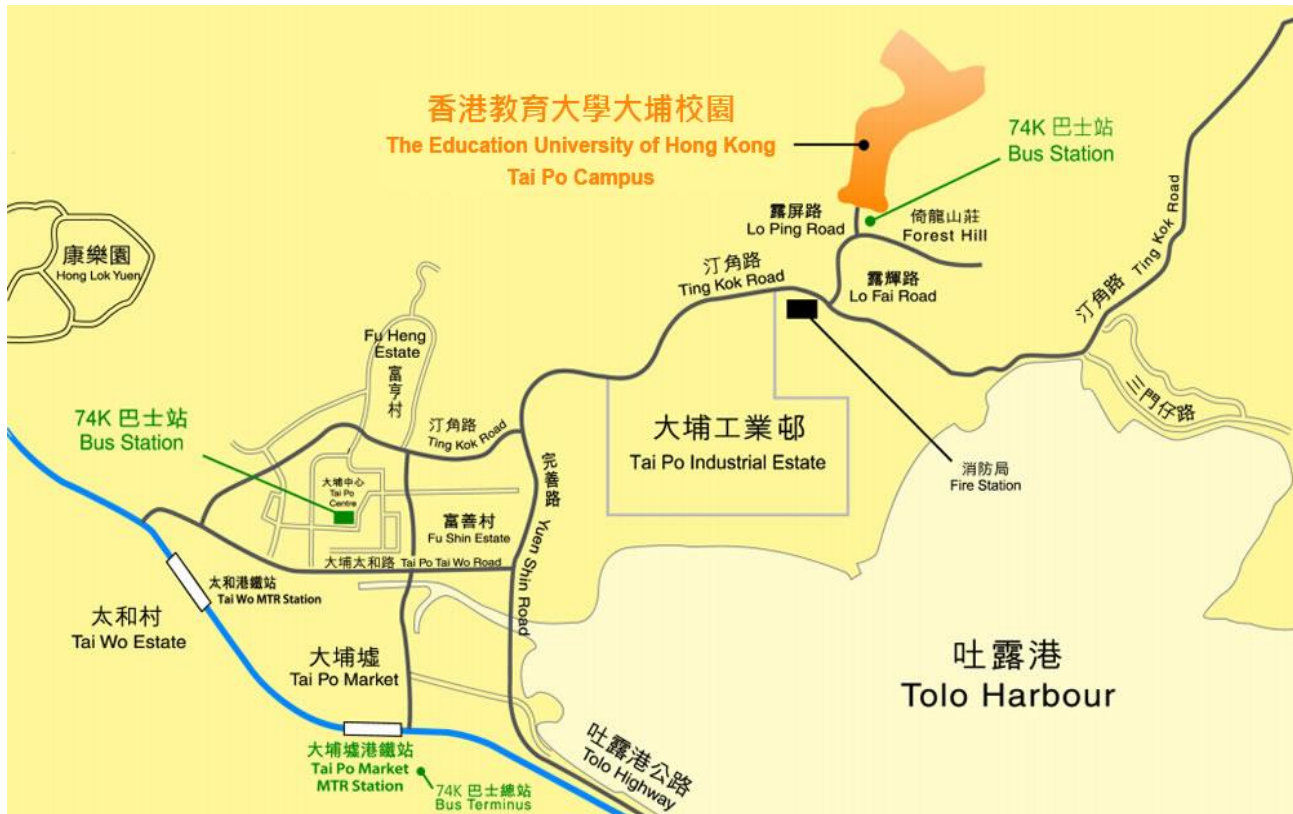 香港教育大學大埔校園
The Education University of Hong Kong
Tai Po Campus
74K 巴士站
Bus Station
露屏路
Lo Ping Road
倚龍山莊
Forest Hill
汀角路
Ting Kok Road
露輝路
Lo Fai Road
汀角路 Ting Kok Road
康樂園
Hong Lok Yuen
Fu Heng
Estate
富亨村
三門仔路
74K 巴士站
Bus Station
汀角路
Ting Kok Road
大埔工業邨
Tai Po Industrial Estate
消防局
Fire Station
大埔中心
Tai Po
Centre
富善村
Fu Shin Estate
完善路 Yuen Shin Road
大埔太和路 Tai Po Tai Wo Road
太和港鐵站
Tai Wo MTR Station
太和村
Tai Wo Estate
大埔墟
Tai Po Market
吐露港
Tolo Harbour
大埔墟港鐵站
Tai Po Market
MTR Station
74K 巴士總站
Bus Terminus
吐露港公路
Tolo Highway